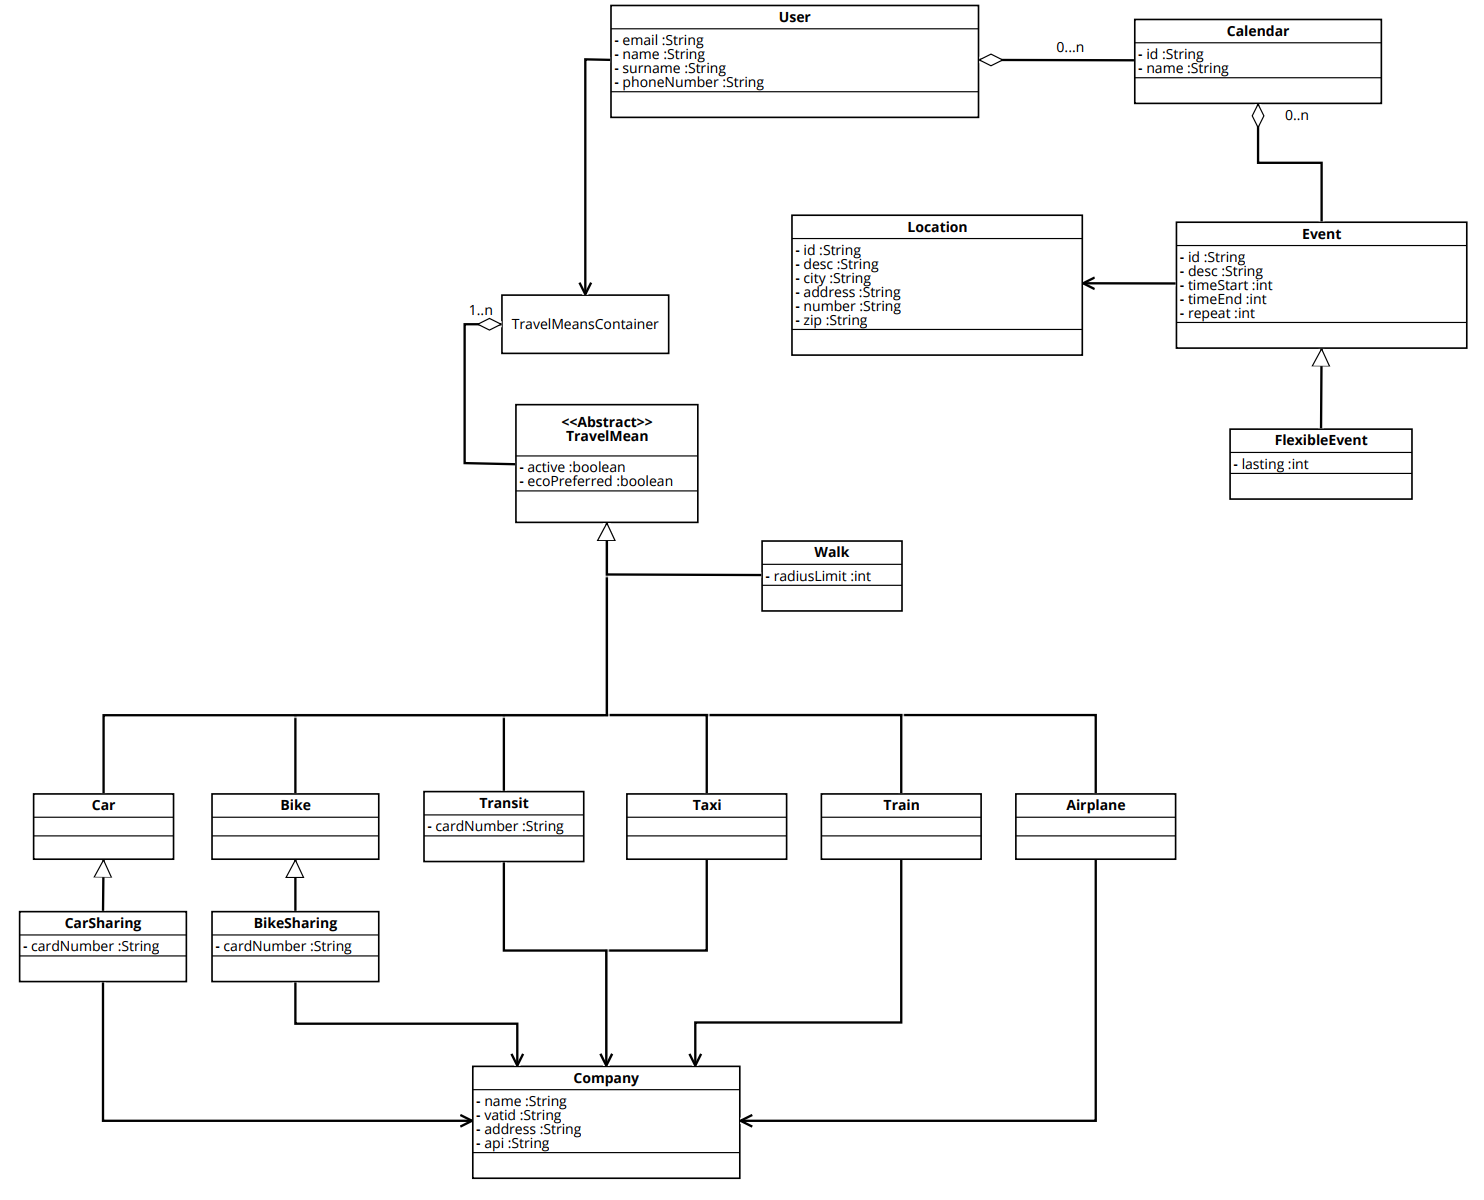 User
- email :String
- name :String
- surname :String
- phoneNumber :String
0...n
Calendar
- id :String
- name :String
0..n
Location
- id :String
- desc :String
- city :String
- address :String
- number :String
- zip :String
Event
- id :String
- desc :String
- timeStart :int
- timeEnd :int
- repeat :int
1..n
TravelMeansContainer
<<Abstract>>
TravelMean
- active :boolean
- ecoPreferred :boolean
FlexibleEvent
- lasting :int
Walk
- radiusLimit :int
Car
Bike
Transit
- cardNumber :String
Taxi
Train
Airplane
CarSharing
- cardNumber :String
BikeSharing
- cardNumber :String
Company
- name :String
- vatid :String
- address :String
- api :String